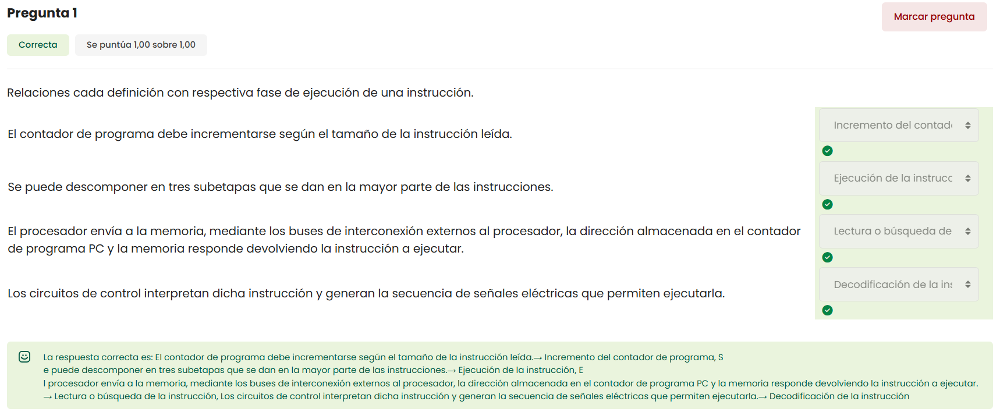 Pregunta 1
Marcar pregunta
Correcta
Se puntúa 1,00 sobre 1,00
Relaciones cada definición con respectiva fase de ejecución de una instrucción.
El contador de programa debe incrementarse según el tamaño de la instrucción leída.
Incremento del contad
Se puede descomponer en tres subetapas que se dan en la mayor parte de las instrucciones.
Ejecución de la instrucc
El procesador envía a la memoria, mediante los buses de interconexión externos al procesador, la dirección almacenada en el contador
de programa PC y la memoria responde devolviendo la instrucción a ejecutar.
Lectura o búsqueda de
Los circuitos de control interpretan dicha instrucción y generan la secuencia de señales eléctricas que permiten ejecutarla.
Decodificación de la ins
La respuesta correcta es: El contador de programa debe incrementarse según el tamaño de la instrucción leída.→ Incremento del contador de programa, S
e puede descomponer en tres subetapas que se dan en la mayor parte de las instrucciones.→ Ejecución de la instrucción, E
l procesador envía a la memoria, mediante los buses de interconexión externos al procesador, la dirección almacenada en el contador de programa PC y la memoria responde devolviendo la instrucción a ejecutar.
→ Lectura o búsqueda de la instrucción, Los circuitos de control interpretan dicha instrucción y generan la secuencia de señales eléctricas que permiten ejecutarla.→ Decodificación de la instrucción